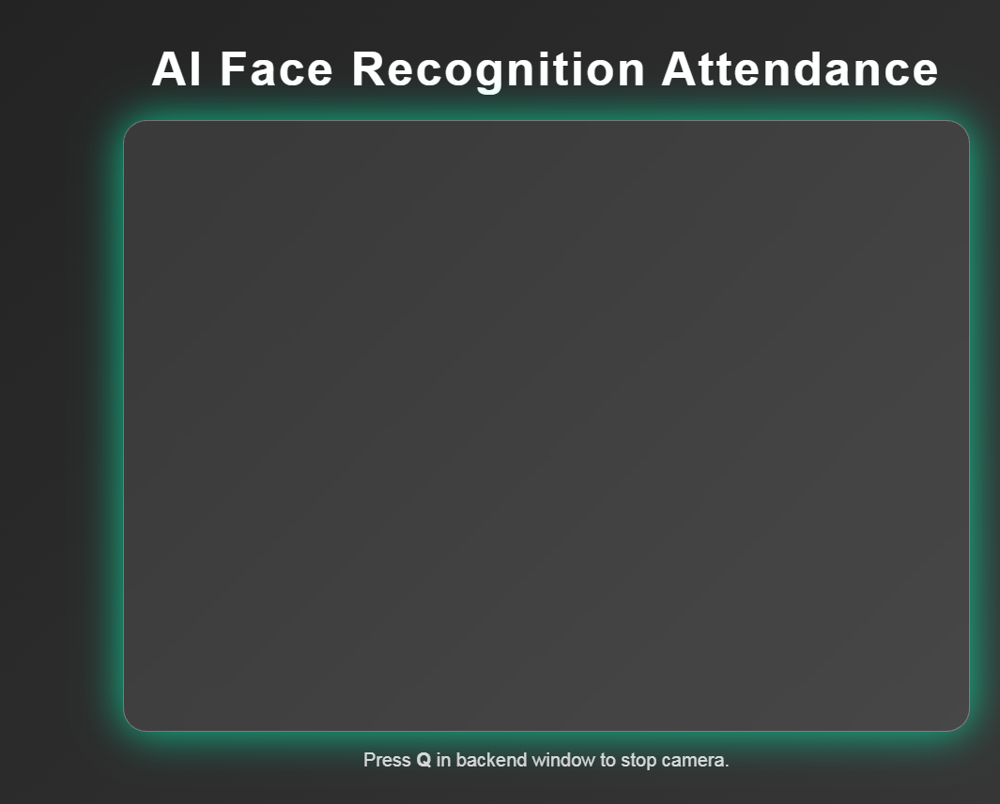 AI Face Recognition Attendance
Press Q in backend window to stop camera.